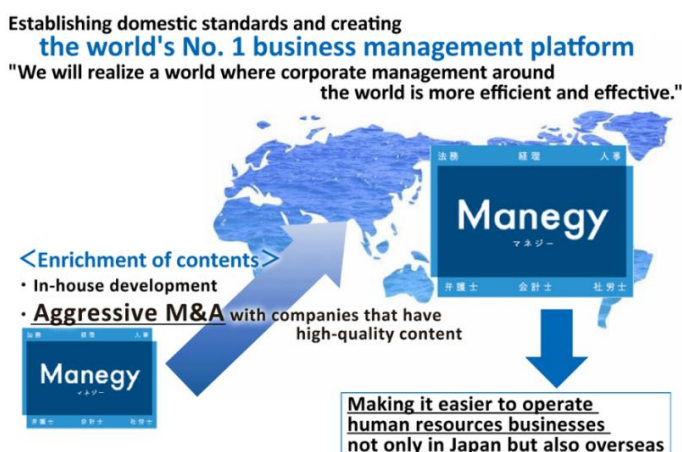 Establishing domestic standards and creating
the world's No. 1 business management platform
"We will realize a world where corporate management around
the world is more efficient and effective."
法務 経理 人事
Manegy
マネジー
弁護士 会計士 社労士
<Enrichment of contents>
・In-house development
・Aggressive M&A with companies that have
high-quality content
法務 経理 人事
Manegy
マネジー
弁護士 会計士 社労士
Making it easier to operate
human resources businesses
not only in Japan but also overseas